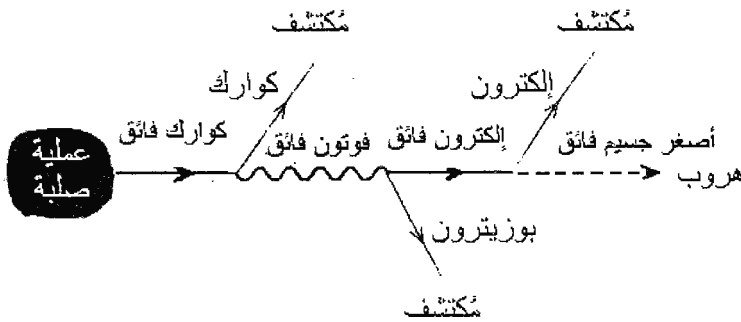 مُكتشف
مُكتشف
كوارك
إلكترون
كوارك فائق
فوتون فائق
إلكترون فائق
أصغر جسيم فائق
عملية
صلبة
هروب
بوزيترون
مُكتشف